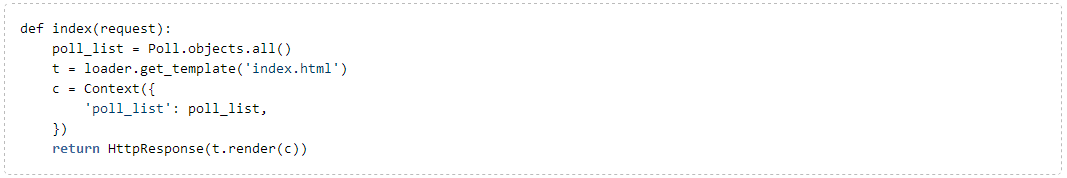 def index(request):
    poll_list = Poll.objects.all()
    t = loader.get_template('index.html')
    c = Context({
        'poll_list': poll_list,
    })
    return HttpResponse(t.render(c))